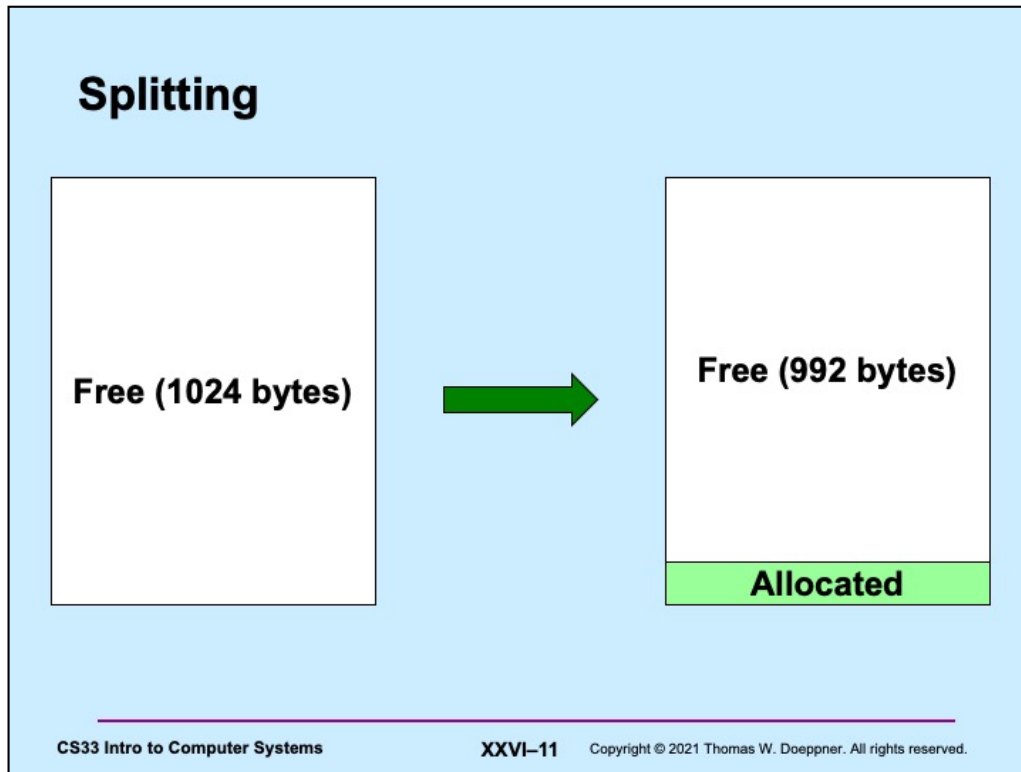 Splitting
Free (1024 bytes)
Free (992 bytes)
Allocated
CS33 Intro to Computer Systems
XXVI–11
Copyright © 2021 Thomas W. Doeppner. All rights reserved.